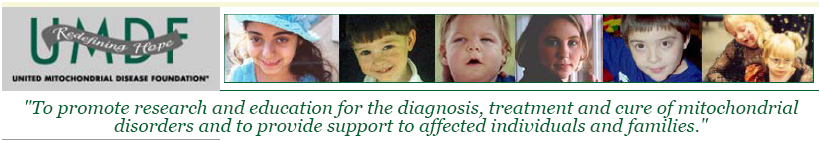 UMDF
Redefining Hope
UNITED MITOCHONDRIAL DISEASE FOUNDATION®
"To promote research and education for the diagnosis, treatment and cure of mitochondrial
disorders and to provide support to affected individuals and families."